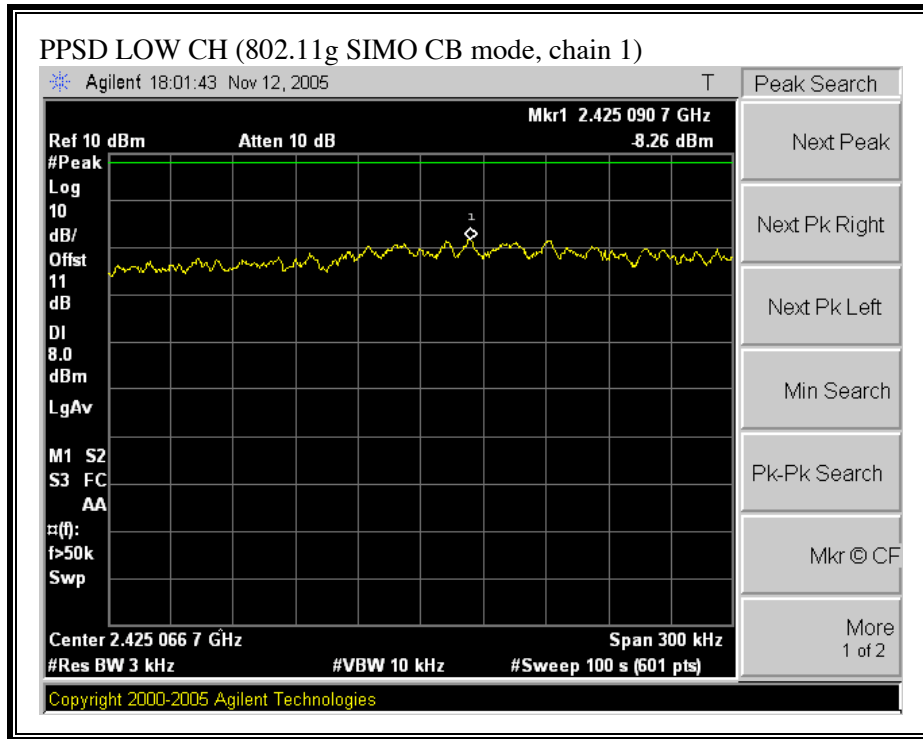 PPSD LOW CH (802.11g SIMO CB mode, chain 1)
Agilent 18:01:43 Nov 12, 2005 T
Mkr1 2.425 090 7 GHz
Ref 10 dBm Atten 10 dB -8.26 dBm
#Peak
Log
10
dB/
Offst
11
dB
DI
8.0
dBm
LgAv
M1 S2
S3 FC
AA
¤(f):
f>50k
Swp
1
Center 2.425 066 7 GHz Span 300 kHz
#Res BW 3 kHz #VBW 10 kHz #Sweep 100 s (601 pts)
Copyright 2000-2005 Agilent Technologies
Peak Search
Next Peak
Next Pk Right
Next Pk Left
Min Search
Pk-Pk Search
Mkr © CF
More
1 of 2